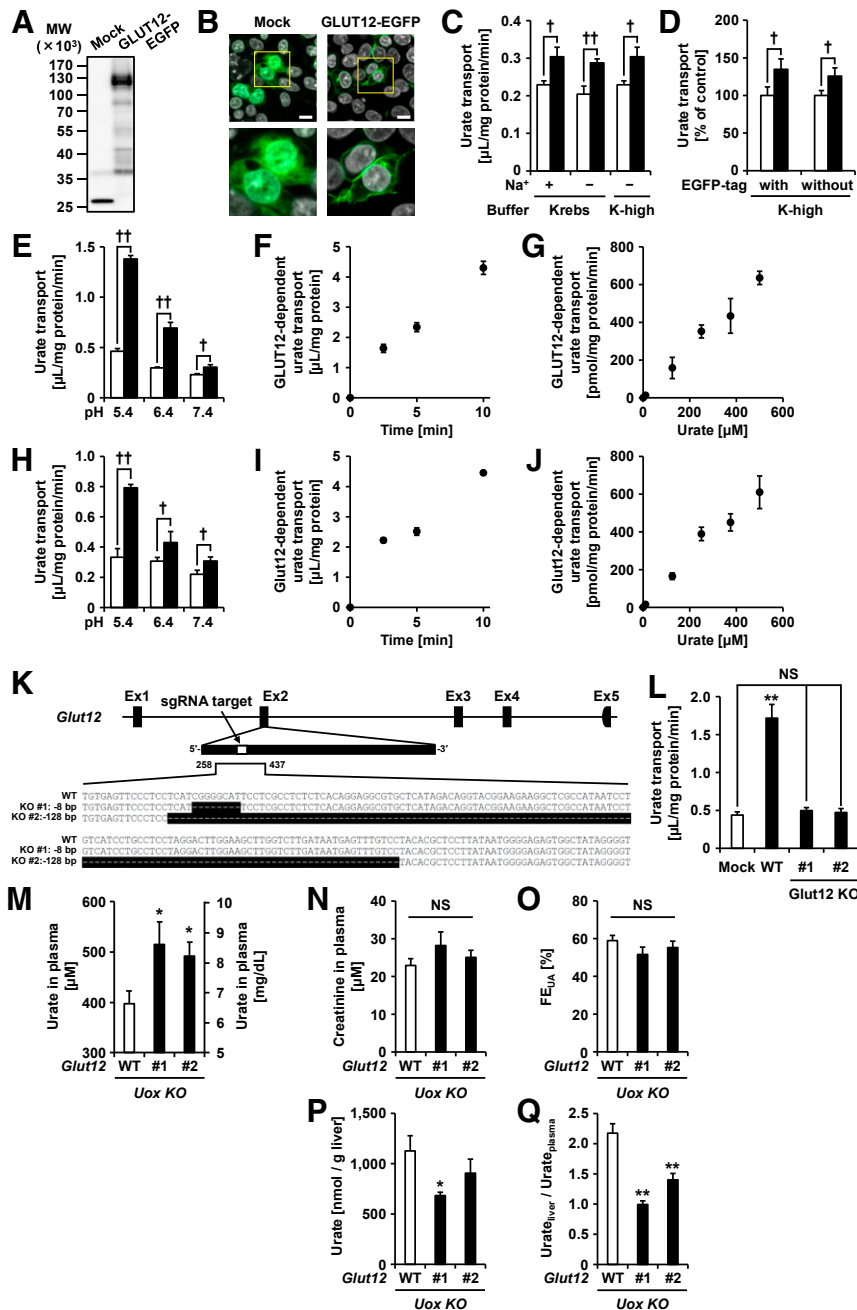 A
MW
(×10³)
Mock
GLUT12-
EGFP
170
130
100
70
55
40
35
25
B
Mock
GLUT12-EGFP
C
Urate transport
[µL/mg protein/min]
0.4
0.3
0.2
0.1
0
†
††
†
Na⁺
+
−
−
Buffer
Krebs
K-high
D
Urate transport
[% of control]
200
150
100
50
0
†
†
EGFP-tag
with
without
K-high
E
Urate transport
[µL/mg protein/min]
1.5
1.0
0.5
0
††
††
†
pH
5.4
6.4
7.4
F
GLUT12-dependent
urate transport
[µL/mg protein]
5
4
3
2
1
0
0
5
10
Time [min]
G
GLUT12-dependent
urate transport
[pmol/mg protein/min]
800
600
400
200
0
0
200
400
600
Urate [µM]
H
Urate transport
[µL/mg protein/min]
1.0
0.8
0.6
0.4
0.2
0
††
†
†
pH
5.4
6.4
7.4
I
Glut12-dependent
urate transport
[µL/mg protein]
5
4
3
2
1
0
0
5
10
Time [min]
J
Glut12-dependent
urate transport
[pmol/mg protein/min]
800
600
400
200
0
0
200
400
600
Urate [µM]
K
Glut12
Ex1
Ex2
Ex3
Ex4
Ex5
sgRNA target
5′-
-3′
258
437
WT
KO #1: -8 bp
KO #2:-128 bp
WT
KO #1: -8 bp
KO #2:-128 bp
L
Urate transport
[µL/mg protein/min]
2.0
1.5
1.0
0.5
0
NS
**
Mock
WT
#1
#2
Glut12 KO
M
Urate in plasma
[µM]
600
500
400
300
*
*
10
9
8
7
6
5
Urate in plasma
[mg/dL]
Glut12
WT
#1
#2
Uox KO
N
Creatinine in plasma
[µM]
40
30
20
10
0
NS
Glut12
WT
#1
#2
Uox KO
O
FE_UA [%]
80
60
40
20
0
NS
WT
#1
#2
Uox KO
P
Urate [nmol / g liver]
1,500
1,000
500
0
*
Glut12
WT
#1
#2
Uox KO
Q
Urate_liver / Urate_plasma
2.5
2.0
1.5
1.0
0.5
0
**
**
Glut12
WT
#1
#2
Uox KO